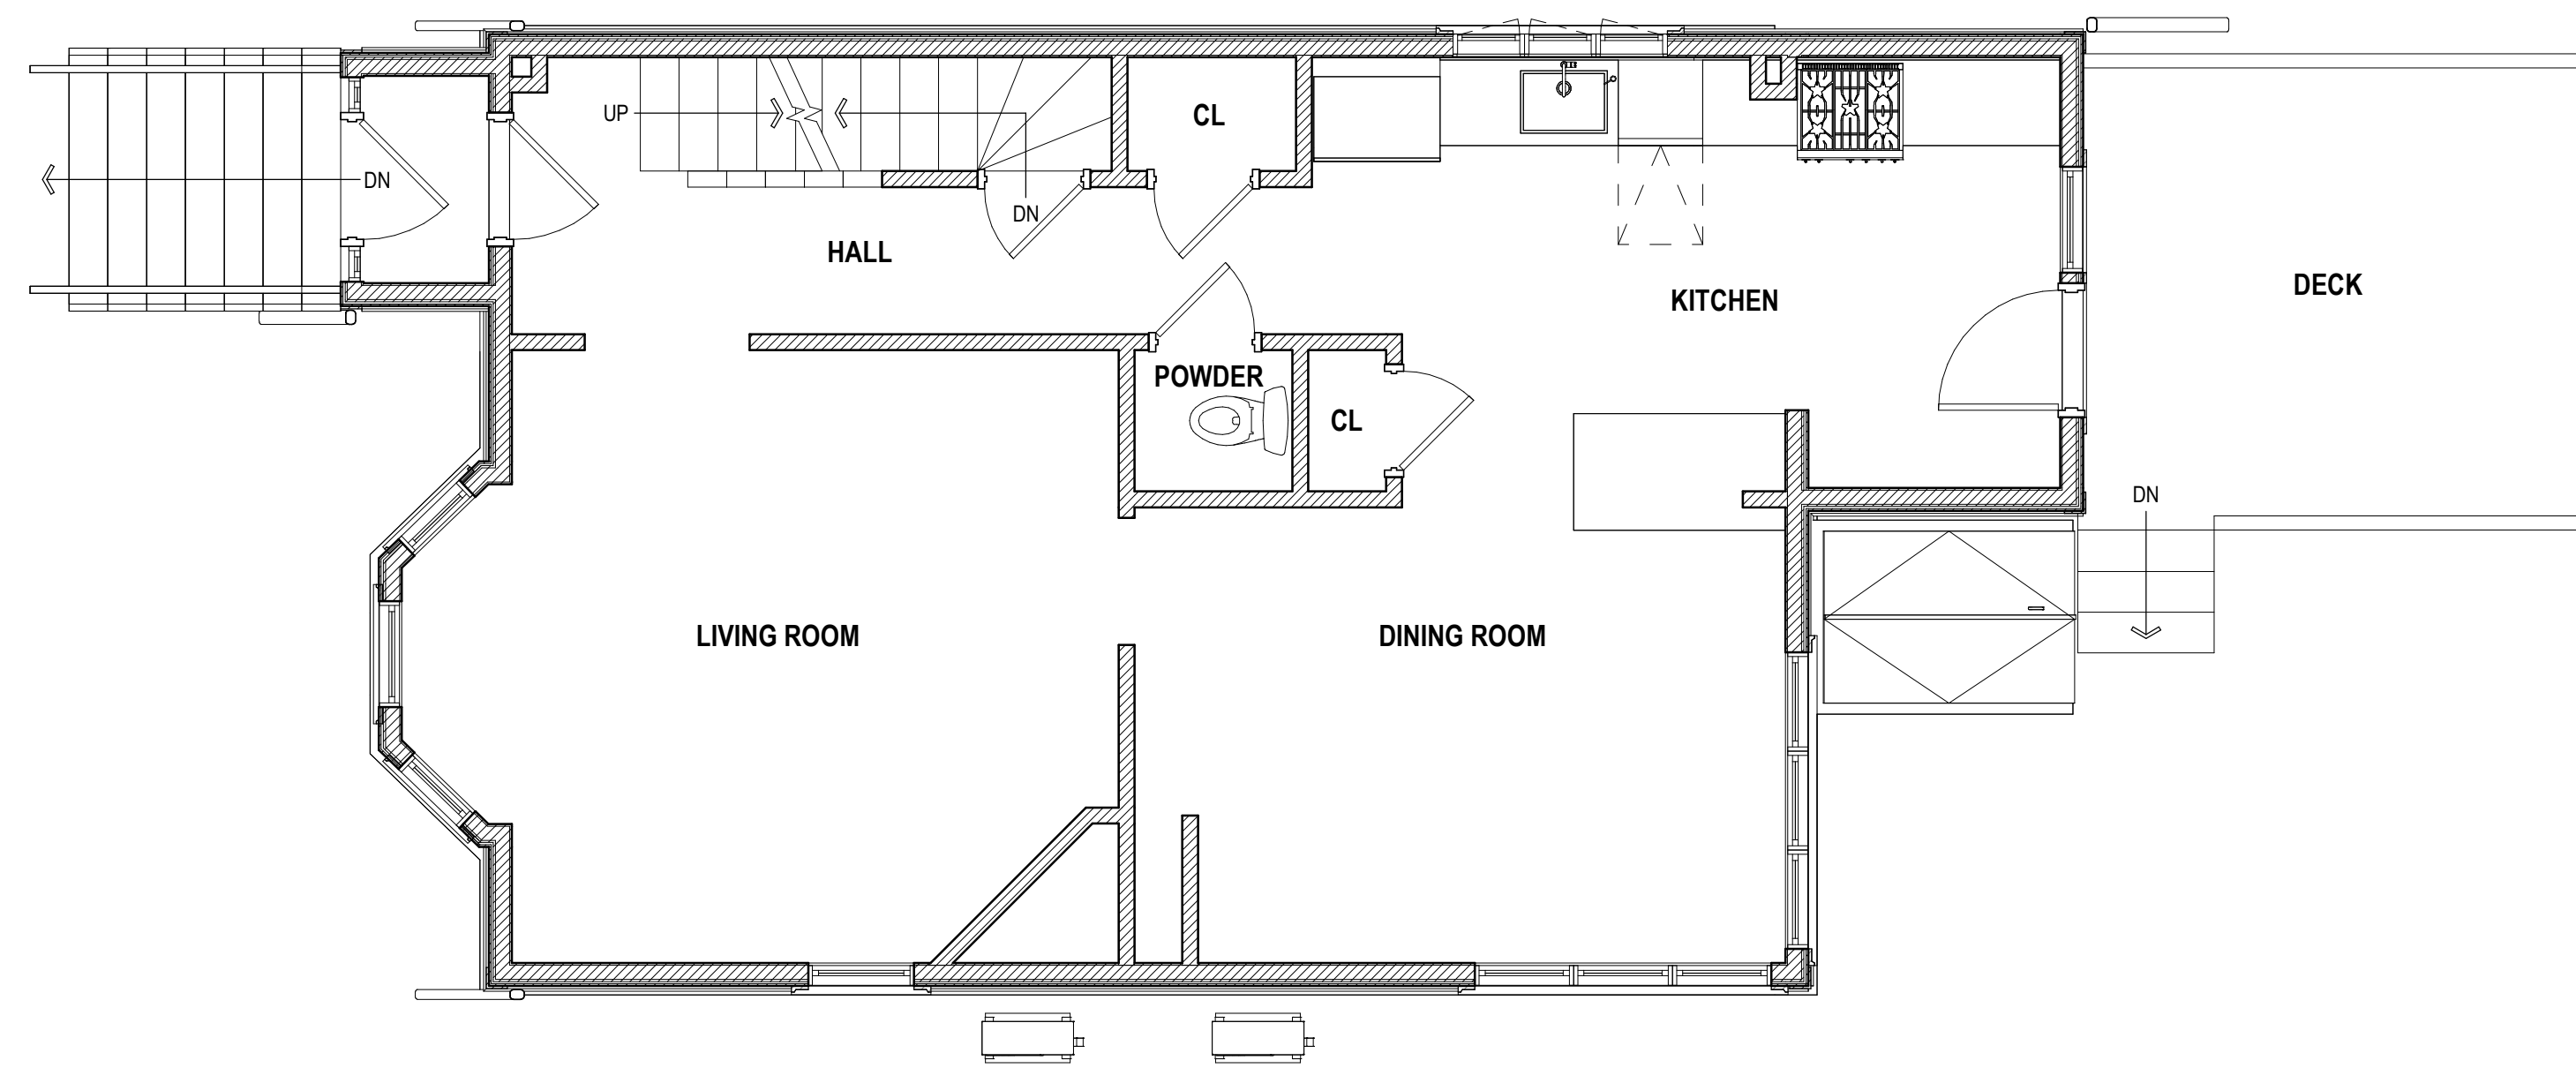 UP
CL
DN
DN
HALL
KITCHEN
DECK
POWDER
CL
DN
LIVING ROOM
DINING ROOM